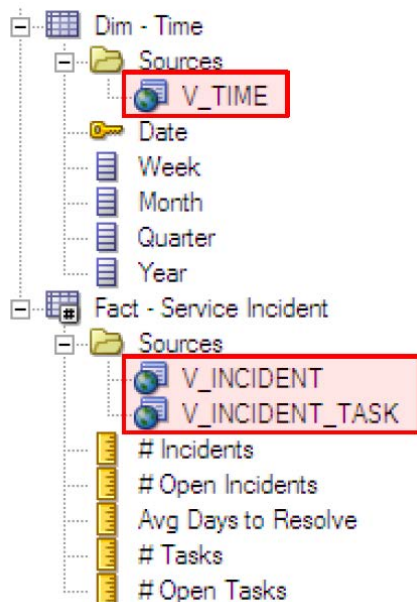 Dim - Time
Sources
V_TIME
Date
Week
Month
Quarter
Year
Fact - Service Incident
Sources
V_INCIDENT
V_INCIDENT_TASK
# Incidents
# Open Incidents
Avg Days to Resolve
# Tasks
# Open Tasks